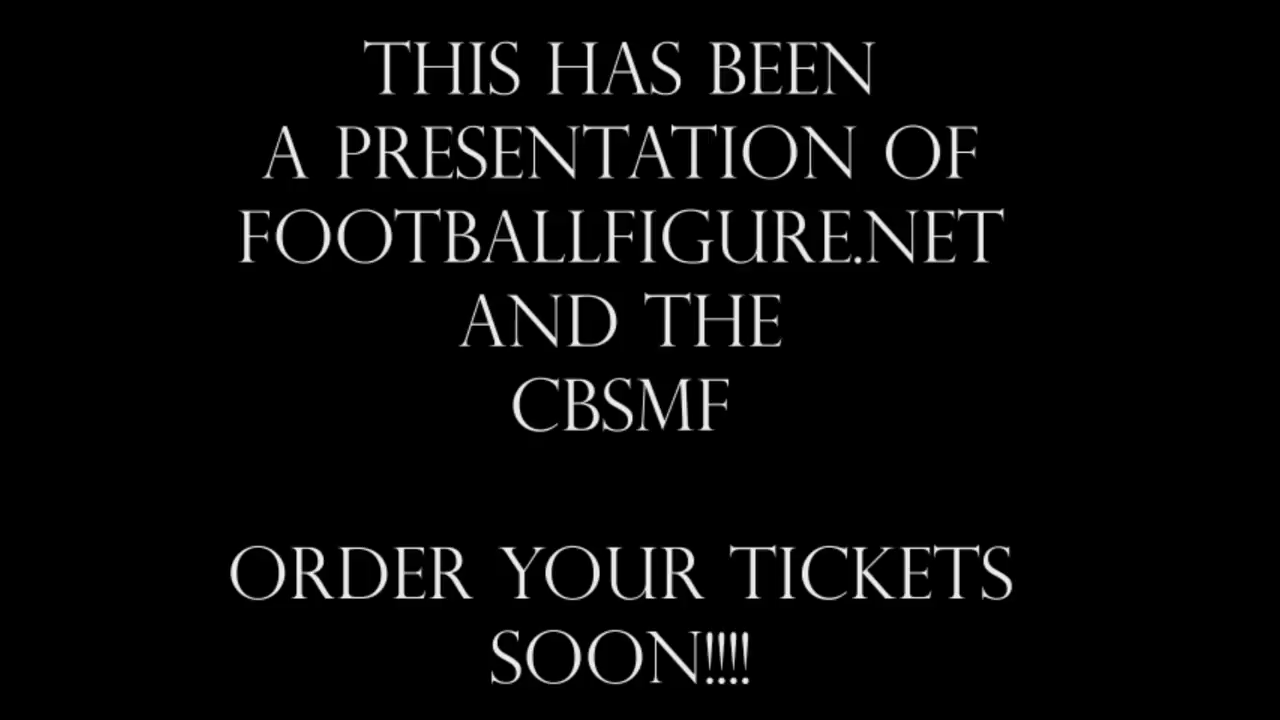 THIS HAS BEEN
A PRESENTATION OF
FOOTBALLFIGURE.NET
AND THE
CBSMF
ORDER YOUR TICKETS
SOON!!!!